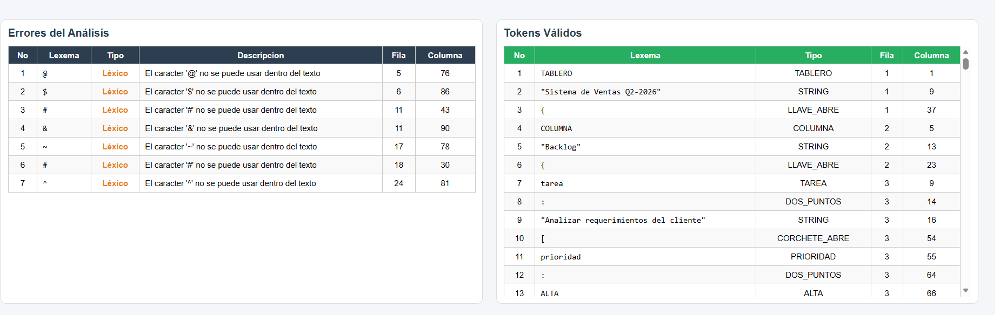 Errores del Análisis
No Lexema Tipo Descripcion Fila Columna
1 @ Léxico El caracter '@' no se puede usar dentro del texto 5 76
2 $ Léxico El caracter '$' no se puede usar dentro del texto 6 86
3 # Léxico El caracter '#' no se puede usar dentro del texto 11 43
4 & Léxico El caracter '&' no se puede usar dentro del texto 11 90
5 ~ Léxico El caracter '~' no se puede usar dentro del texto 17 78
6 # Léxico El caracter '#' no se puede usar dentro del texto 18 30
7 ^ Léxico El caracter '^' no se puede usar dentro del texto 24 81
Tokens Válidos
No Lexema Tipo Fila Columna
1 TABLERO TABLERO 1 1
2 "Sistema de Ventas Q2-2026" STRING 1 9
3 { LLAVE_ABRE 1 37
4 COLUMNA COLUMNA 2 5
5 "Backlog" STRING 2 13
6 { LLAVE_ABRE 2 23
7 tarea TAREA 3 9
8 : DOS_PUNTOS 3 14
9 "Analizar requerimientos del cliente" STRING 3 16
10 [ CORCHETE_ABRE 3 54
11 prioridad PRIORIDAD 3 55
12 : DOS_PUNTOS 3 64
13 ALTA ALTA 3 66